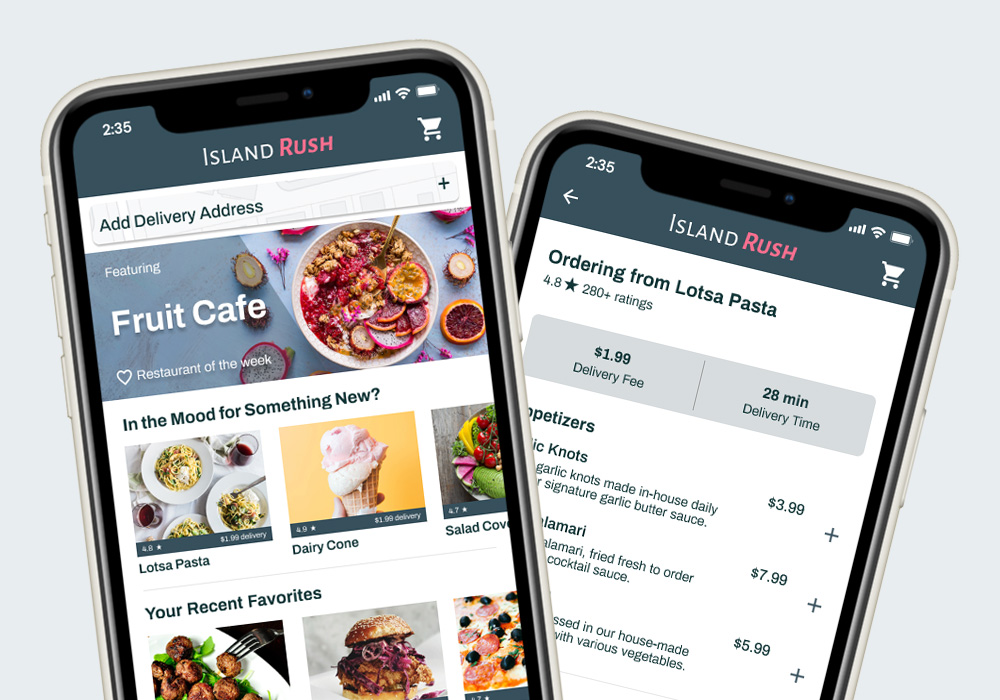 2:35
ISLAND RUSH
Add Delivery Address
+
Featuring
Fruit Cafe
Restaurant of the week
In the Mood for Something New?
4.8 ★ $1.99 delivery
Lotsa Pasta
4.9 ★ $1.99 delivery
Dairy Cone
4.7 ★
Salad Cove
Your Recent Favorites
4.7 ★
2:35
ISLAND RUSH
Ordering from Lotsa Pasta
4.8 ★ 280+ ratings
$1.99
Delivery Fee
28 min
Delivery Time
ppetizers
lic Knots
garlic knots made in-house daily
r signature garlic butter sauce.
$3.99
+
alamari
alamari, fried fresh to order
cocktail sauce.
$7.99
+
ssed in our house-made
with various vegetables.
$5.99
+